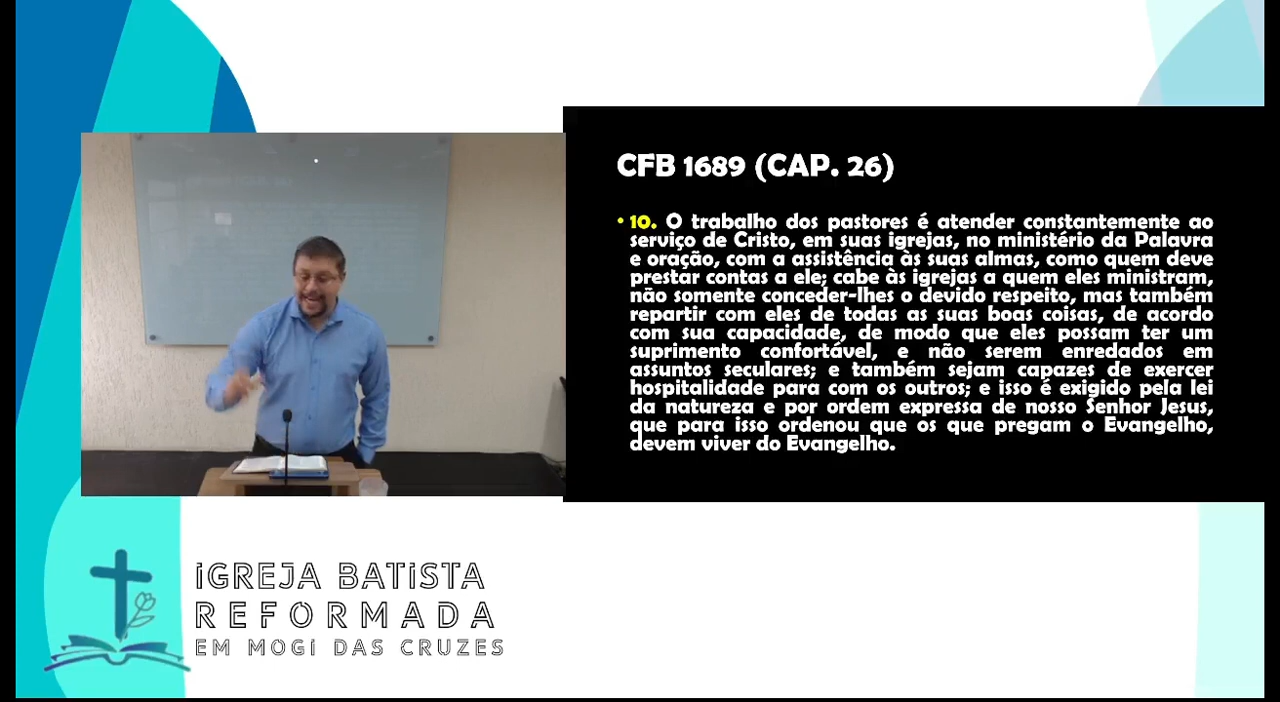 CFB 1689 (CAP. 26)
• 10. O trabalho dos pastores é atender constantemente ao
serviço de Cristo, em suas igrejas, no ministério da Palavra
e oração, com a assistência às suas almas, como quem deve
prestar contas a ele; cabe às igrejas a quem eles ministram,
não somente conceder-lhes o devido respeito, mas também
repartir com eles de todas as suas boas coisas, de acordo
com sua capacidade, de modo que eles possam ter um
suprimento confortável, e não serem enredados em
assuntos seculares; e também sejam capazes de exercer
hospitalidade para com os outros; e isso é exigido pela lei
da natureza e por ordem expressa de nosso Senhor Jesus,
que para isso ordenou que os que pregam o Evangelho,
devem viver do Evangelho.
IGREJA BATISTA
REFORMADA
EM MOGI DAS CRUZES